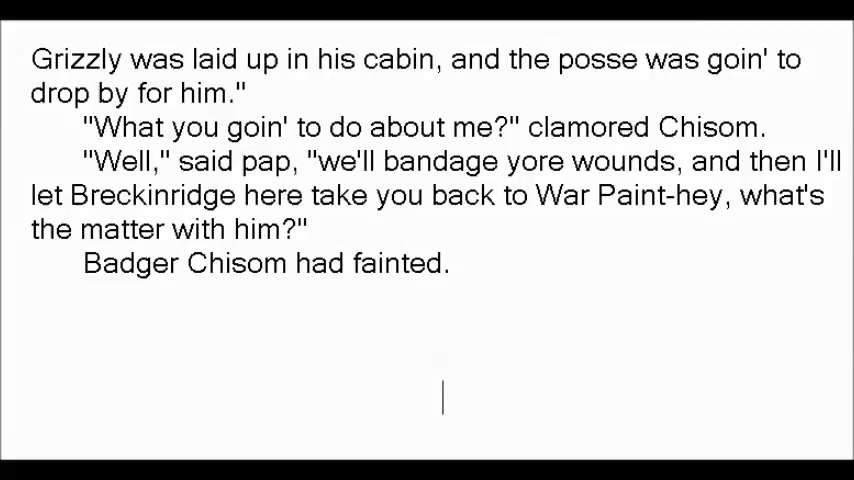 Grizzly was laid up in his cabin, and the posse was goin' to
drop by for him."
"What you goin' to do about me?" clamored Chisom.
"Well," said pap, "we'll bandage yore wounds, and then I'll
let Breckinridge here take you back to War Paint-hey, what's
the matter with him?"
Badger Chisom had fainted.